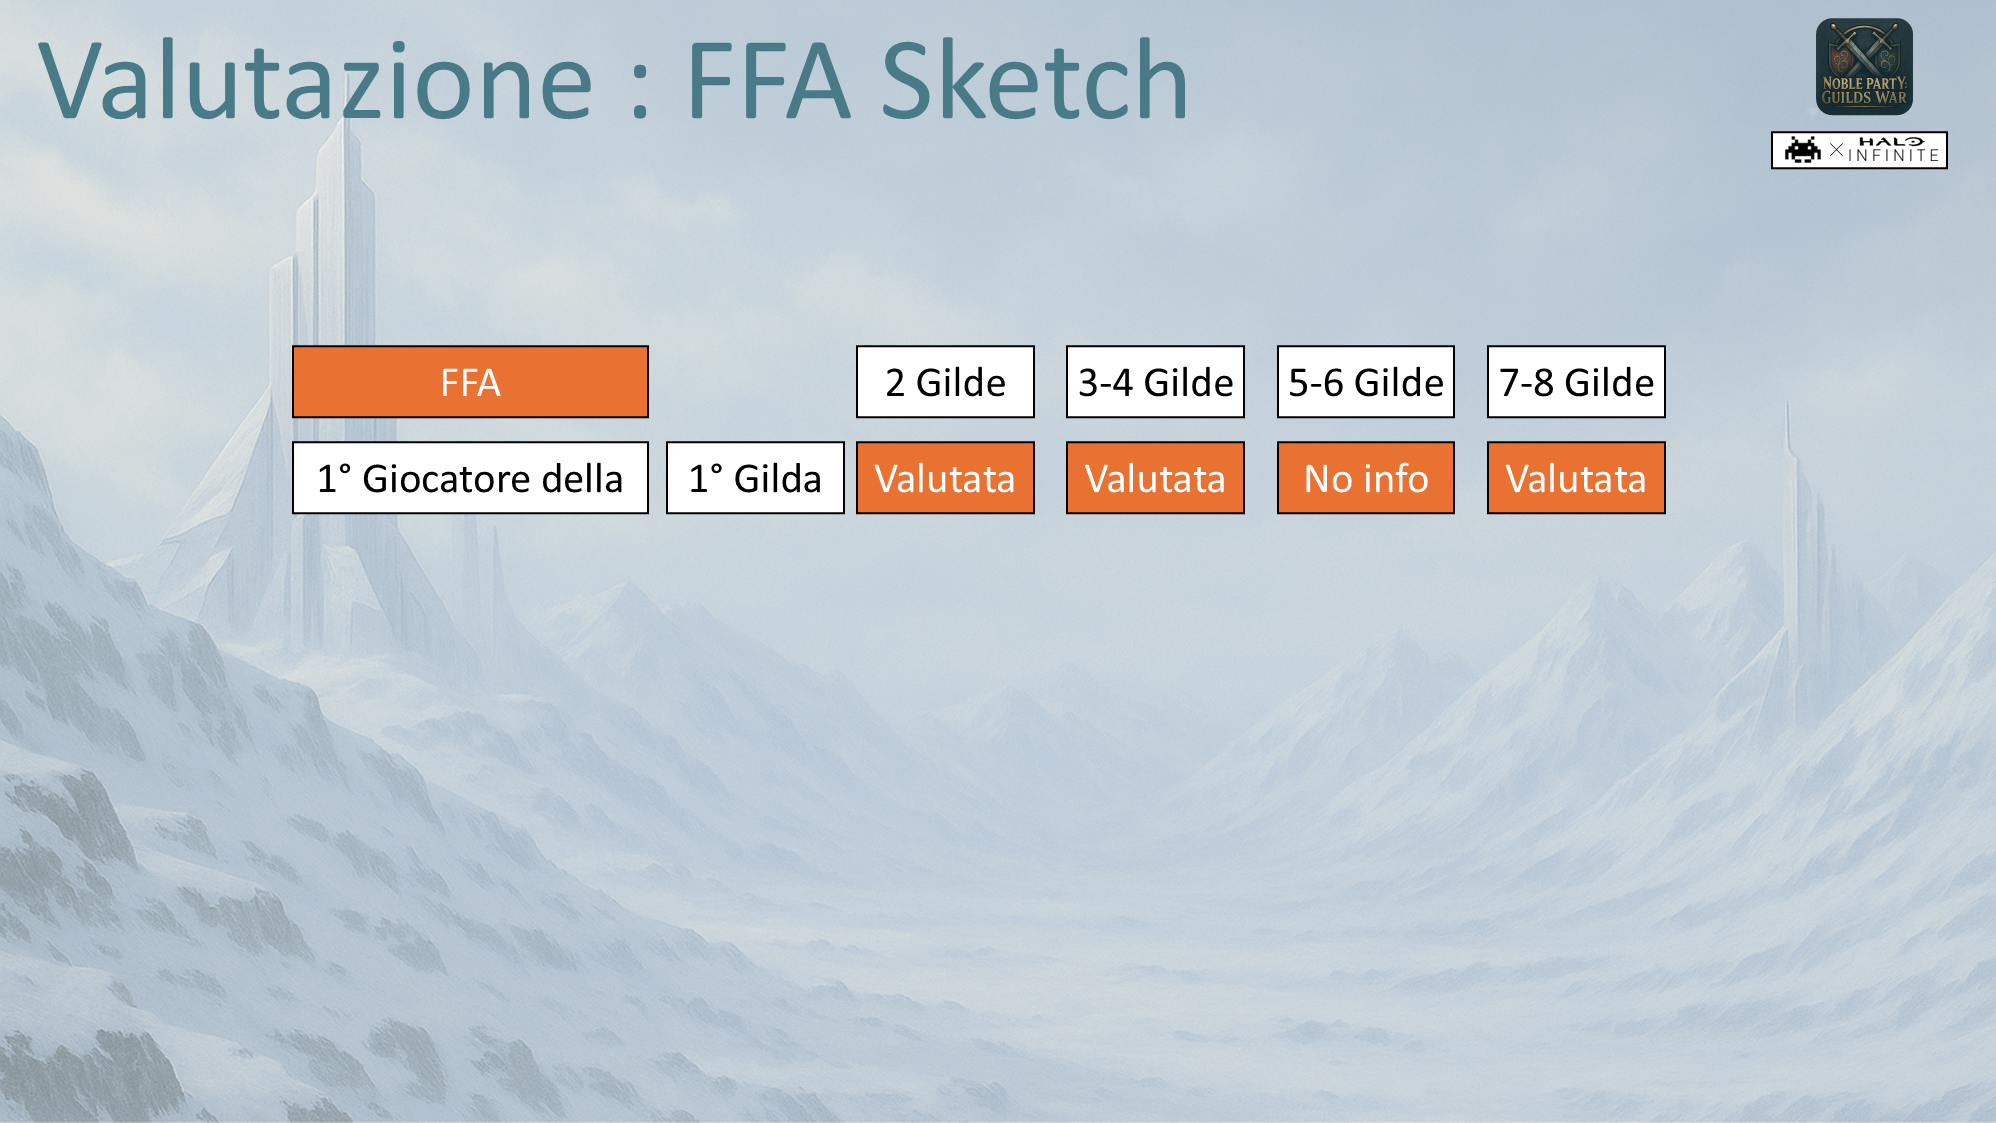 Valutazione : FFA Sketch
NOBLE PARTY:
GUILDS WAR
HALO
INFINITE
FFA
2 Gilde
3-4 Gilde
5-6 Gilde
7-8 Gilde
1° Giocatore della
1° Gilda
Valutata
Valutata
No info
Valutata